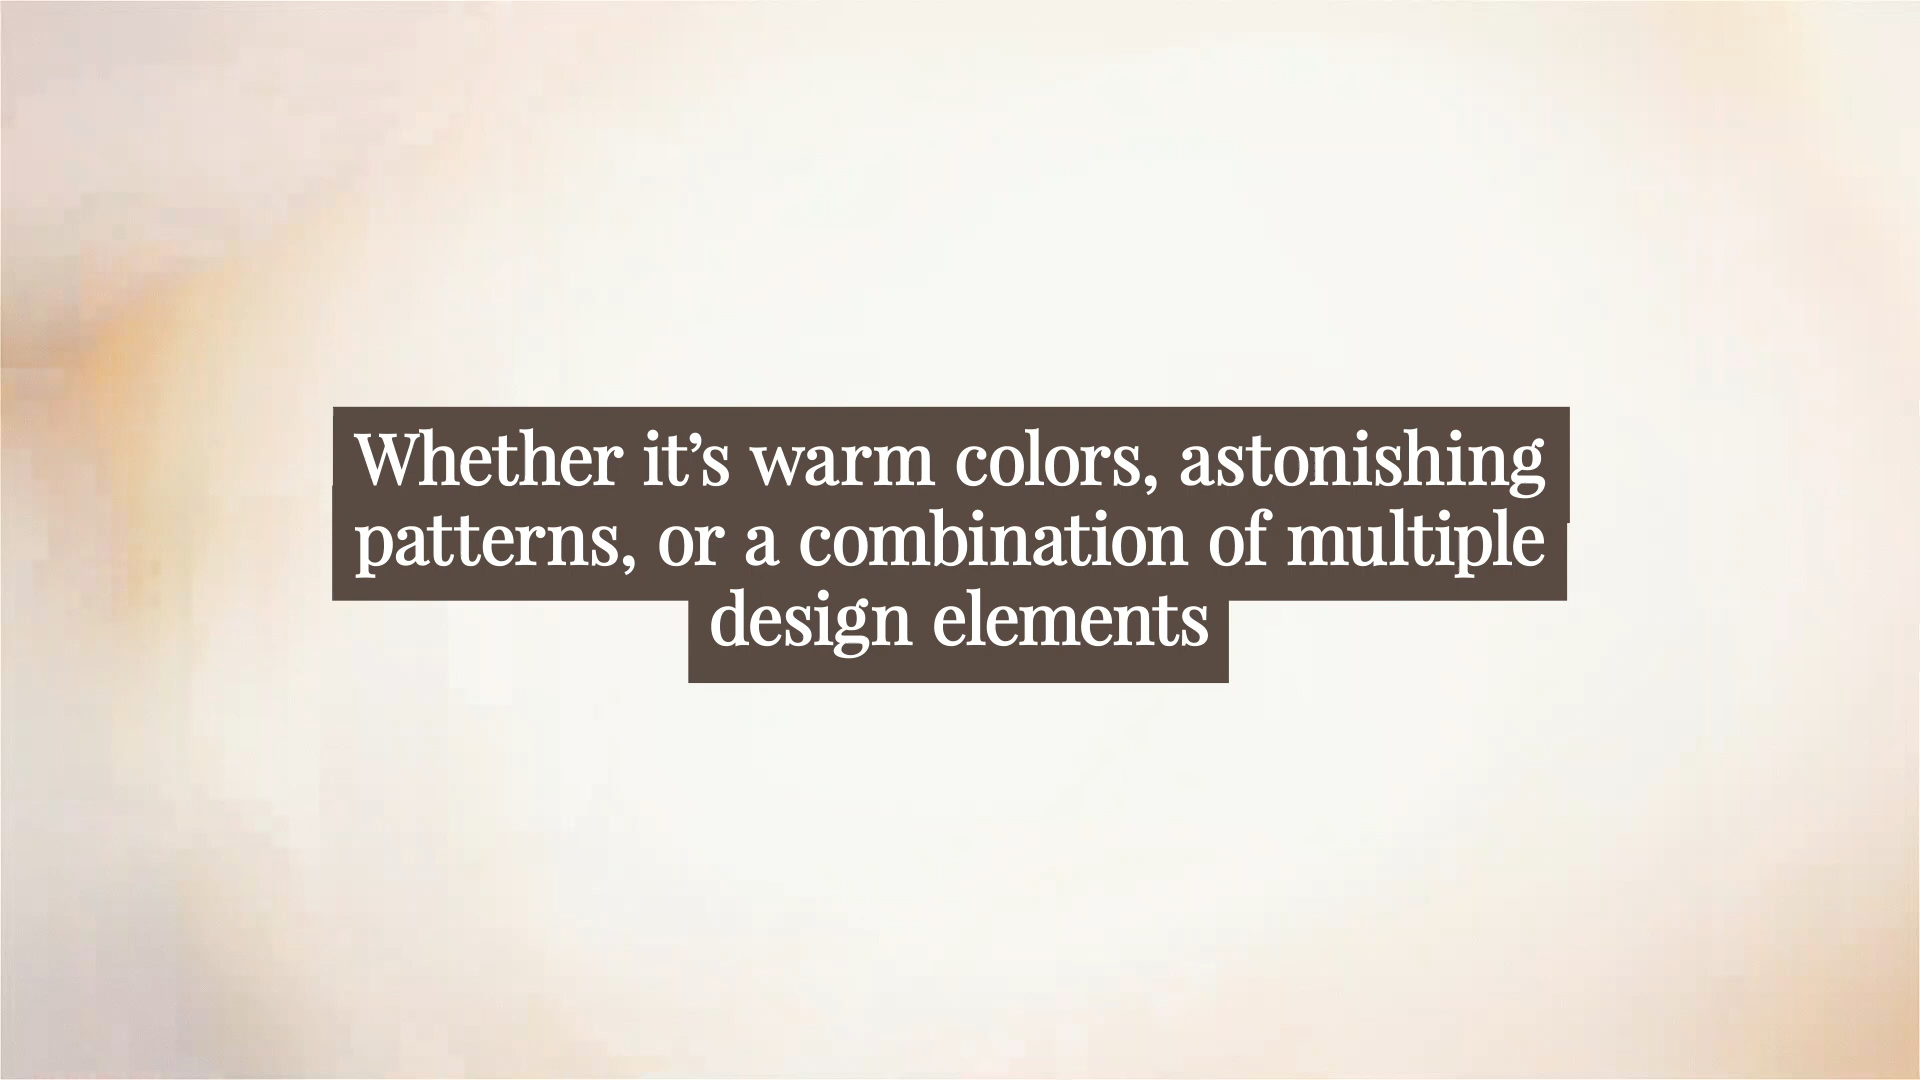 Whether it’s warm colors, astonishing
patterns, or a combination of multiple
design elements